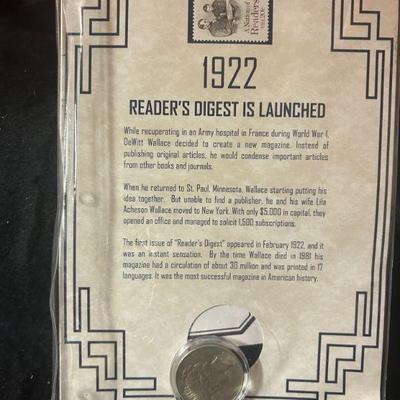 A Nation of
Readers
USA 20c
1922
READER'S DIGEST IS LAUNCHED
While recuperating in an Army hospital in France during World War I,
DeWitt Wallace decided to create a new magazine. Instead of
publishing original articles, he would condense important articles
from other books and journals.
When he returned to St. Paul, Minnesota, Wallace starting putting his
idea together. But unable to find a publisher, he and his wife Lila
Acheson Wallace moved to New York. With only $5,000 in capital, they
opened an office and managed to solicit 1,500 subscriptions.
The first issue of "Reader's Digest" appeared in February 1922, and it
was an instant sensation. By the time Wallace died in 1981 his
magazine had a circulation of about 30 million and was printed in 17
languages. It was the most successful magazine in American history.